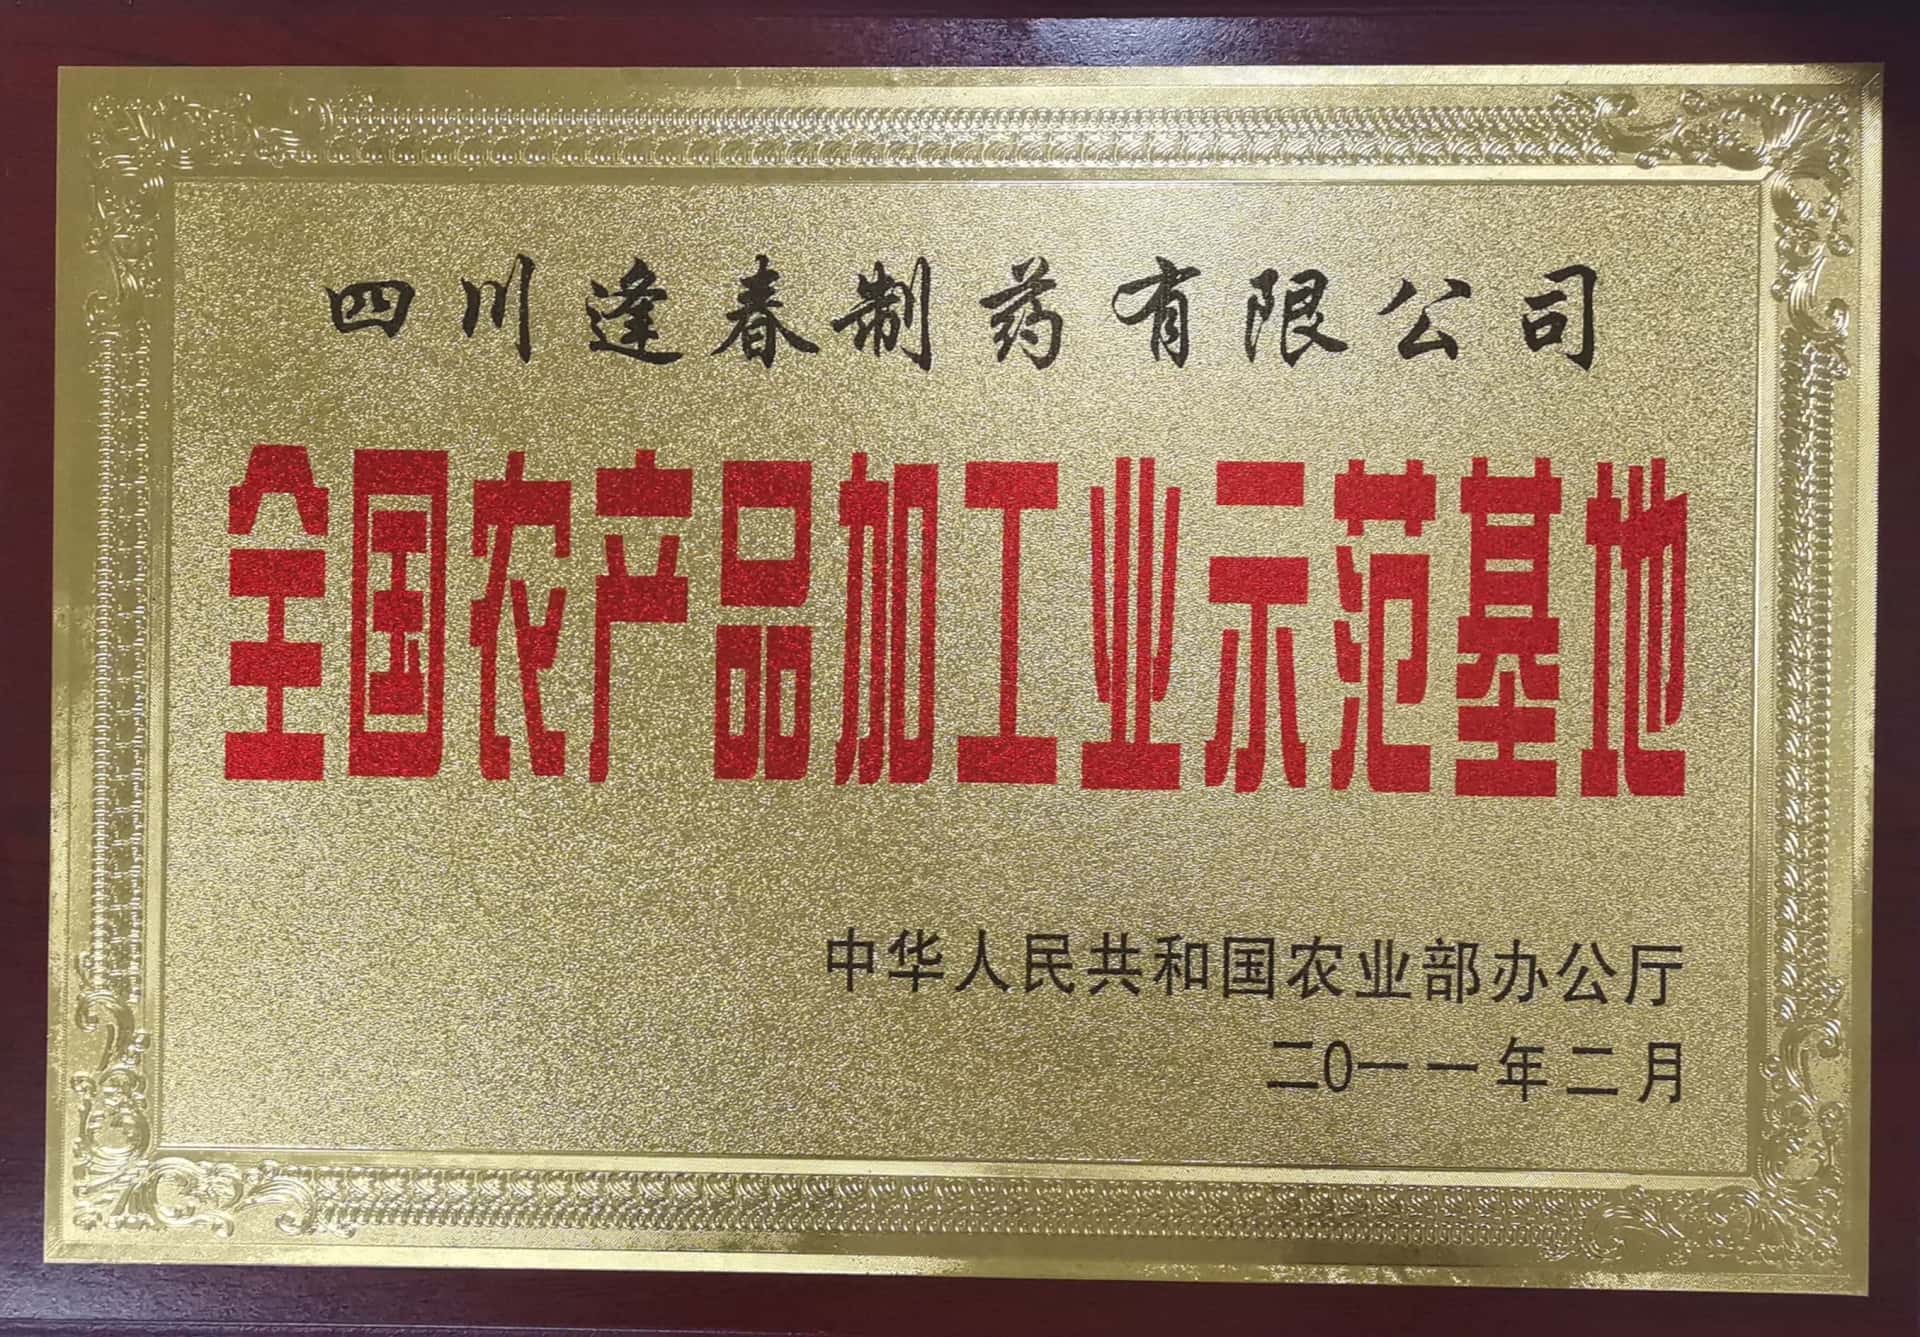 四川逢春制药有限公司
全国农产品加工业示范基地
中华人民共和国农业部办公厅
二0一一年二月